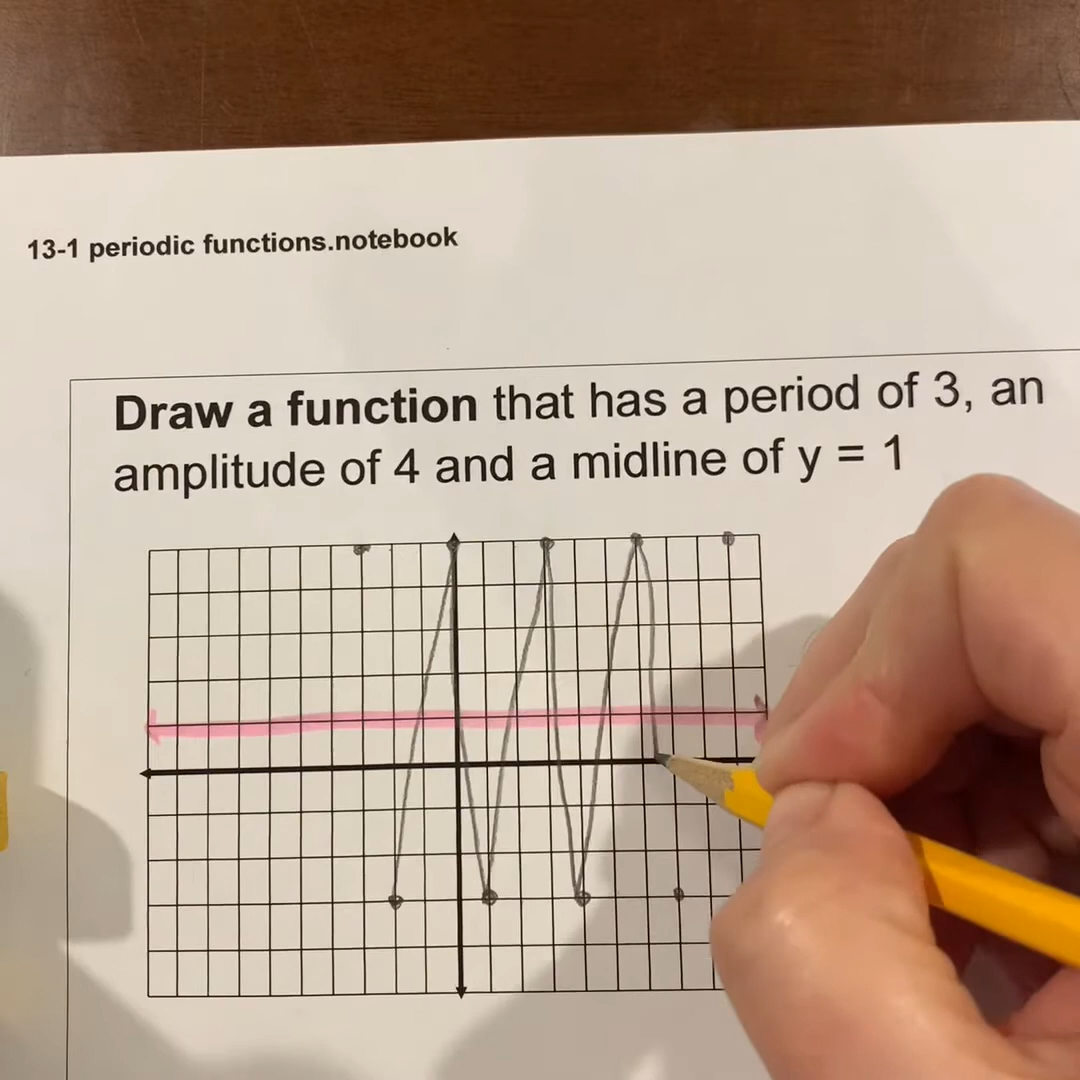 13-1 periodic functions.notebook
Draw a function that has a period of 3, an
amplitude of 4 and a midline of y = 1